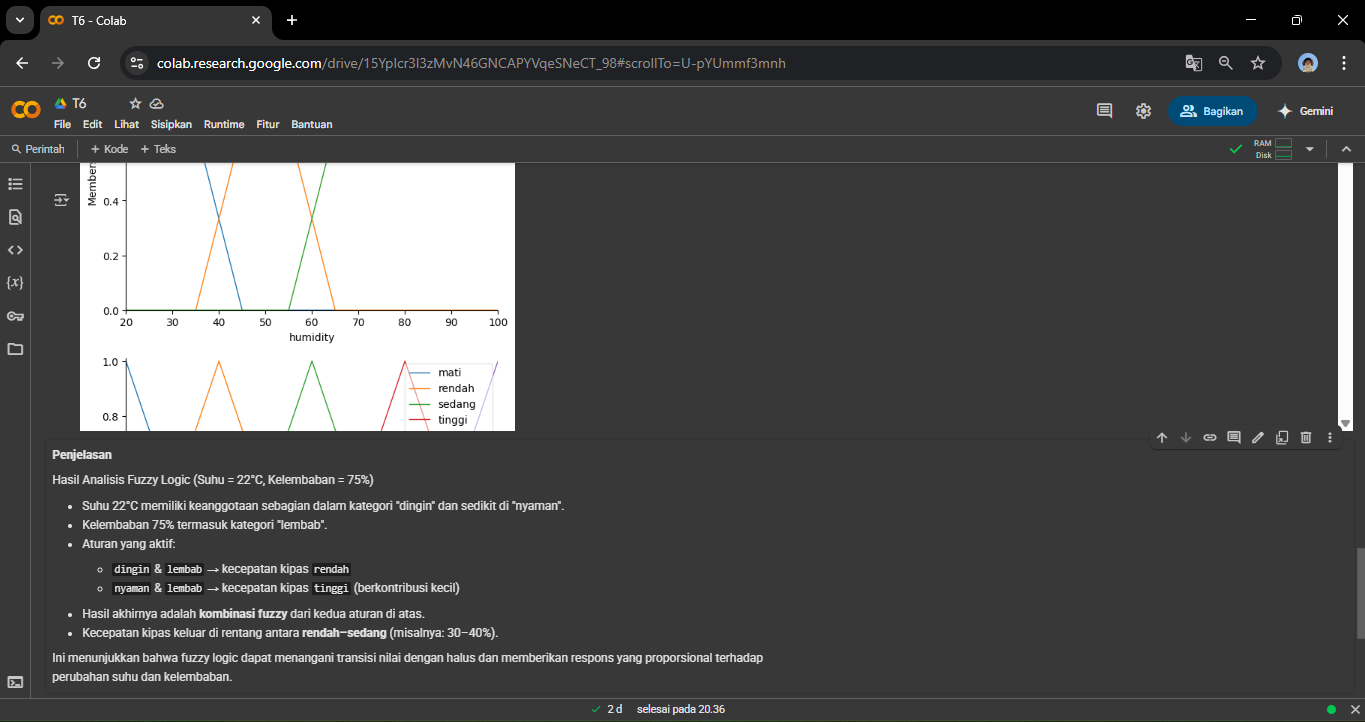 T6 - Colab
colab.research.google.com/drive/15YpIcr3I3zMvN46GNCAPYVqeSNeCT_98#scrollTo=U-pYUmmf3mnh
CO T6
File Edit Lihat Sisipkan Runtime Fitur Bantuan
Bagikan
Gemini
Perintah + Kode + Teks
RAM
Disk
{x}
Member
0.4
0.2
0.0
20 30 40 50 60 70 80 90 100
humidity
1.0
0.8
mati
rendah
sedang
tinggi
Penjelasan
Hasil Analisis Fuzzy Logic (Suhu = 22°C, Kelembaban = 75%)
• Suhu 22°C memiliki keanggotaan sebagian dalam kategori "dingin" dan sedikit di "nyaman".
• Kelembaban 75% termasuk kategori "lembab".
• Aturan yang aktif:
◦ dingin & lembab → kecepatan kipas rendah
◦ nyaman & lembab → kecepatan kipas tinggi (berkontribusi kecil)
• Hasil akhirnya adalah kombinasi fuzzy dari kedua aturan di atas.
• Kecepatan kipas keluar di rentang antara rendah–sedang (misalnya: 30–40%).
Ini menunjukkan bahwa fuzzy logic dapat menangani transisi nilai dengan halus dan memberikan respons yang proporsional terhadap
perubahan suhu dan kelembaban.
2 d selesai pada 20.36